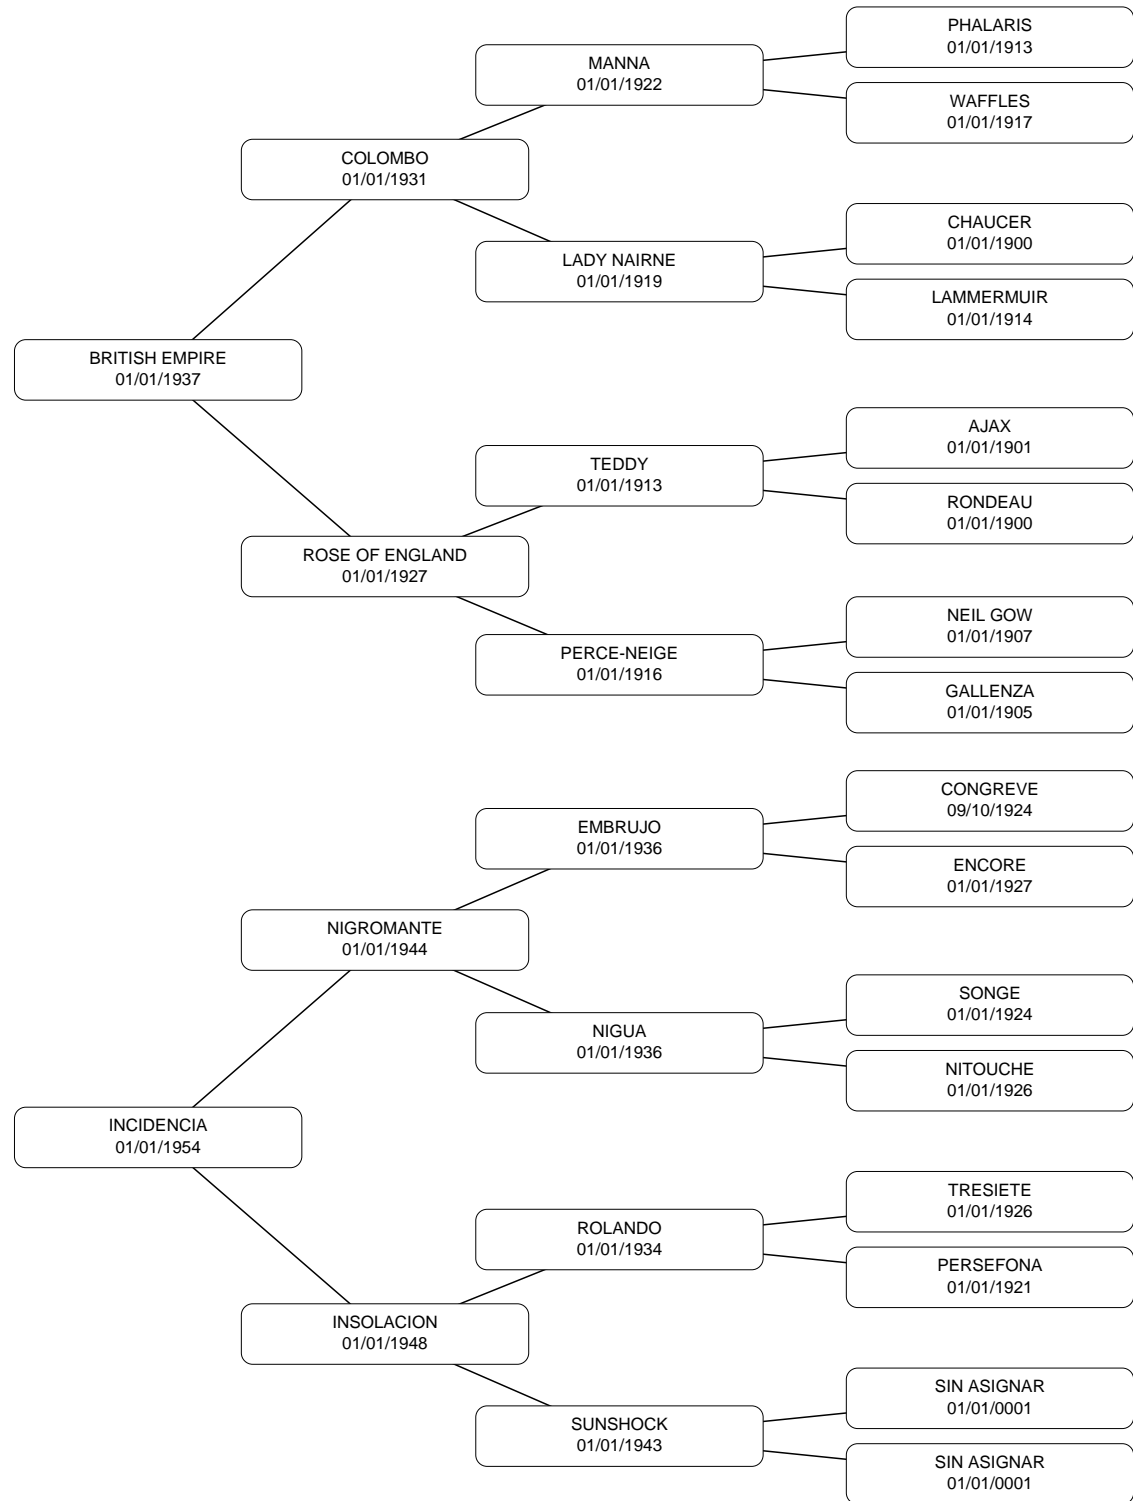 PHALARIS
01/01/1913
MANNA
01/01/1922
WAFFLES
01/01/1917
COLOMBO
01/01/1931
CHAUCER
01/01/1900
LADY NAIRNE
01/01/1919
LAMMERMUIR
01/01/1914
BRITISH EMPIRE
01/01/1937
AJAX
01/01/1901
TEDDY
01/01/1913
RONDEAU
01/01/1900
ROSE OF ENGLAND
01/01/1927
NEIL GOW
01/01/1907
PERCE-NEIGE
01/01/1916
GALLENZA
01/01/1905
CONGREVE
09/10/1924
EMBRUJO
01/01/1936
ENCORE
01/01/1927
NIGROMANTE
01/01/1944
SONGE
01/01/1924
NIGUA
01/01/1936
NITOUCHE
01/01/1926
INCIDENCIA
01/01/1954
TRESIETE
01/01/1926
ROLANDO
01/01/1934
PERSEFONA
01/01/1921
INSOLACION
01/01/1948
SIN ASIGNAR
01/01/0001
SUNSHOCK
01/01/1943
SIN ASIGNAR
01/01/0001